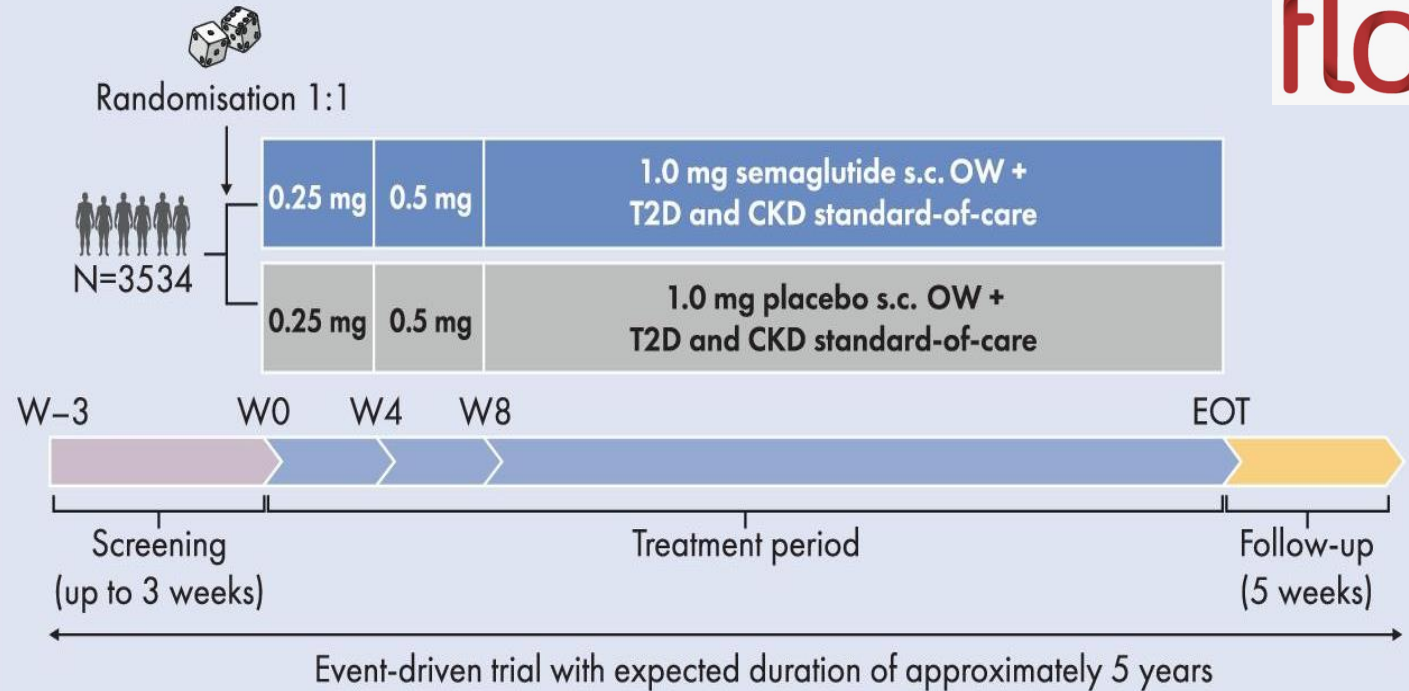 flo
Randomisation 1:1
0.25 mg 0.5 mg 1.0 mg semaglutide s.c. OW +
T2D and CKD standard-of-care
N=3534
0.25 mg 0.5 mg 1.0 mg placebo s.c. OW +
T2D and CKD standard-of-care
W–3 W0 W4 W8 EOT
Screening
(up to 3 weeks)
Treatment period
Follow-up
(5 weeks)
Event-driven trial with expected duration of approximately 5 years